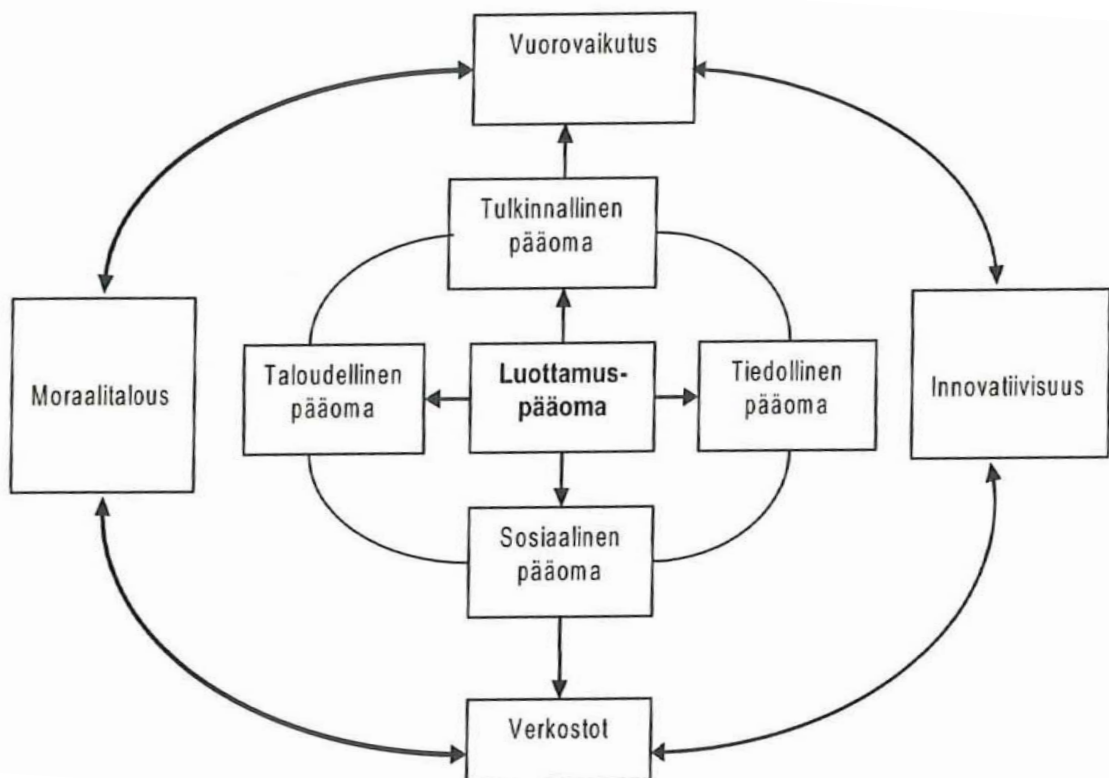 Vuorovaikutus
Tulkinnallinen
pääoma
Moraalitalous
Taloudellinen
pääoma
Luottamus-
pääoma
Tiedollinen
pääoma
Innovatiivisuus
Sosiaalinen
pääoma
Verkostot